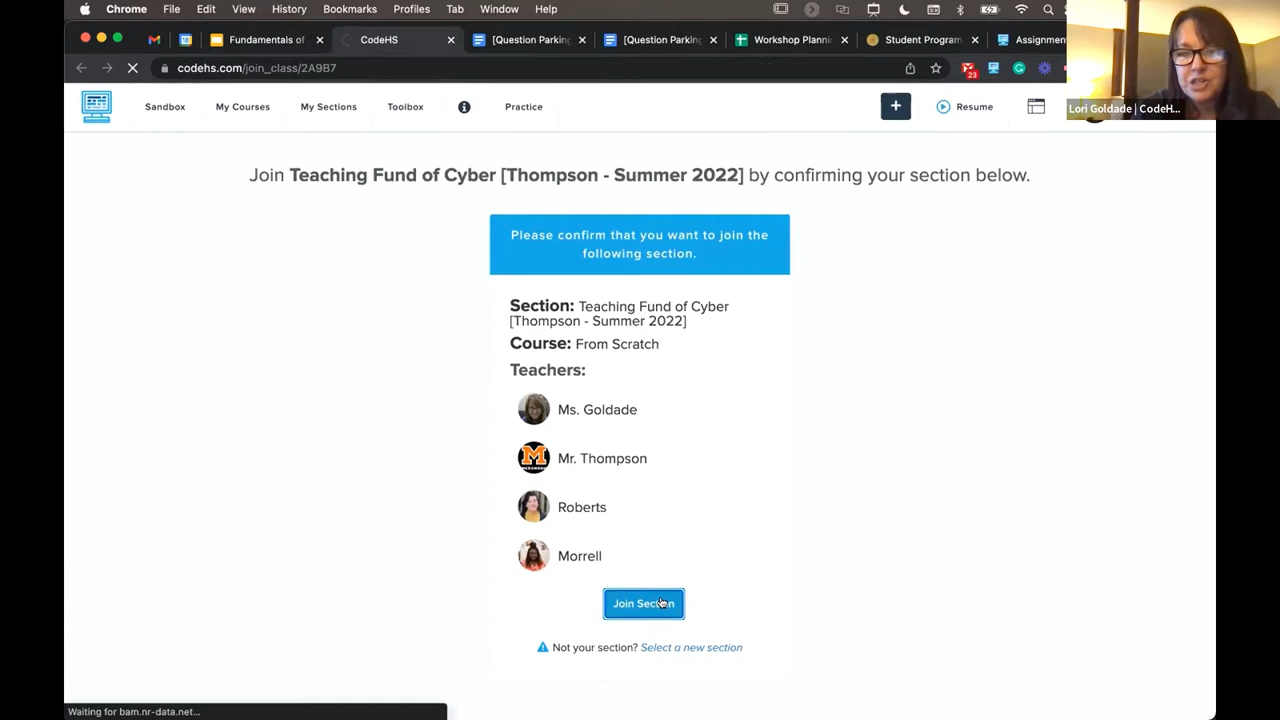 Chrome File Edit View History Bookmarks Profiles Tab Window Help
Fundamentals of
CodeHS
[Question Parkin
[Question Parkin
Workshop Planni
Student Program
Assignmen
codehs.com/join_class/2A9B7
23
Sandbox My Courses My Sections Toolbox Practice
+ Resume
Lori Goldade | CodeH...
Join Teaching Fund of Cyber [Thompson - Summer 2022] by confirming your section below.
Please confirm that you want to join the
following section.
Section: Teaching Fund of Cyber
[Thompson - Summer 2022]
Course: From Scratch
Teachers:
Ms. Goldade
Mr. Thompson
Roberts
Morrell
Join Section
Not your section? Select a new section
Waiting for bam.nr-data.net...